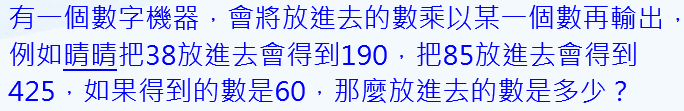 有一個數字機器，會將放進去的數乘以某一個數再輸出，
例如晴晴把38放進去會得到190，把85放進去會得到
425，如果得到的數是60，那麼放進去的數是多少？